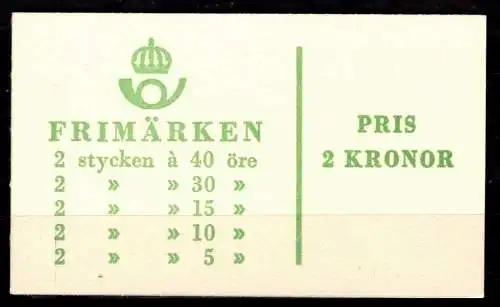 FRIMÄRKEN
2 stycken à 40 öre
2 » » 30 »
2 » » 15 »
2 » » 10 »
2 » » 5 »
PRIS
2 KRONOR